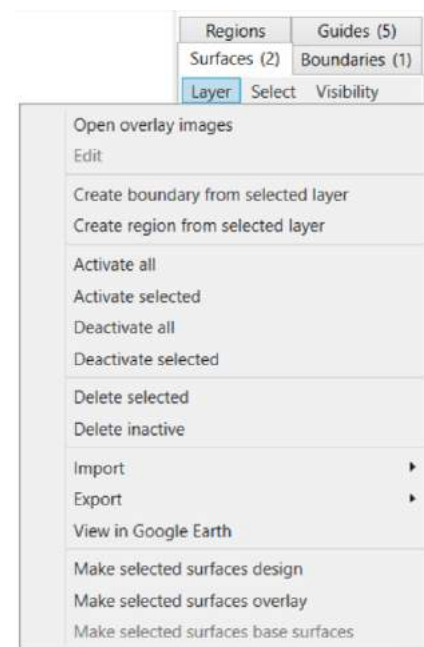 Regions Guides (5)
Surfaces (2) Boundaries (1)
Layer Select Visibility
Open overlay images
Edit
Create boundary from selected layer
Create region from selected layer
Activate all
Activate selected
Deactivate all
Deactivate selected
Delete selected
Delete inactive
Import
Export
View in Google Earth
Make selected surfaces design
Make selected surfaces overlay
Make selected surfaces base surfaces